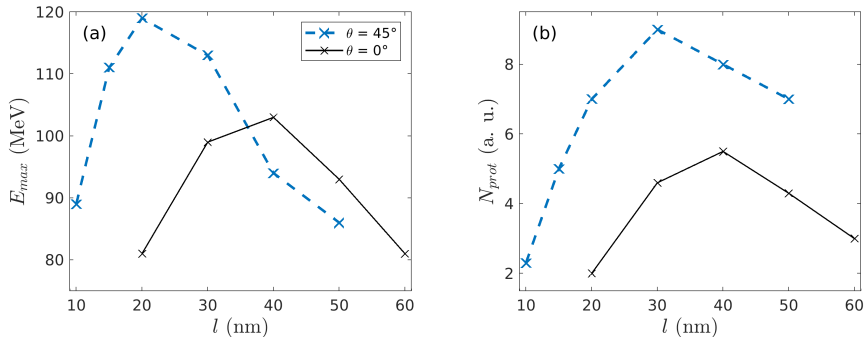 (a)
θ = 45°
θ = 0°
120
110
100
90
80
E_max (MeV)
10 20 30 40 50 60
l (nm)
(b)
8
6
4
2
N_prot (a. u.)
10 20 30 40 50 60
l (nm)